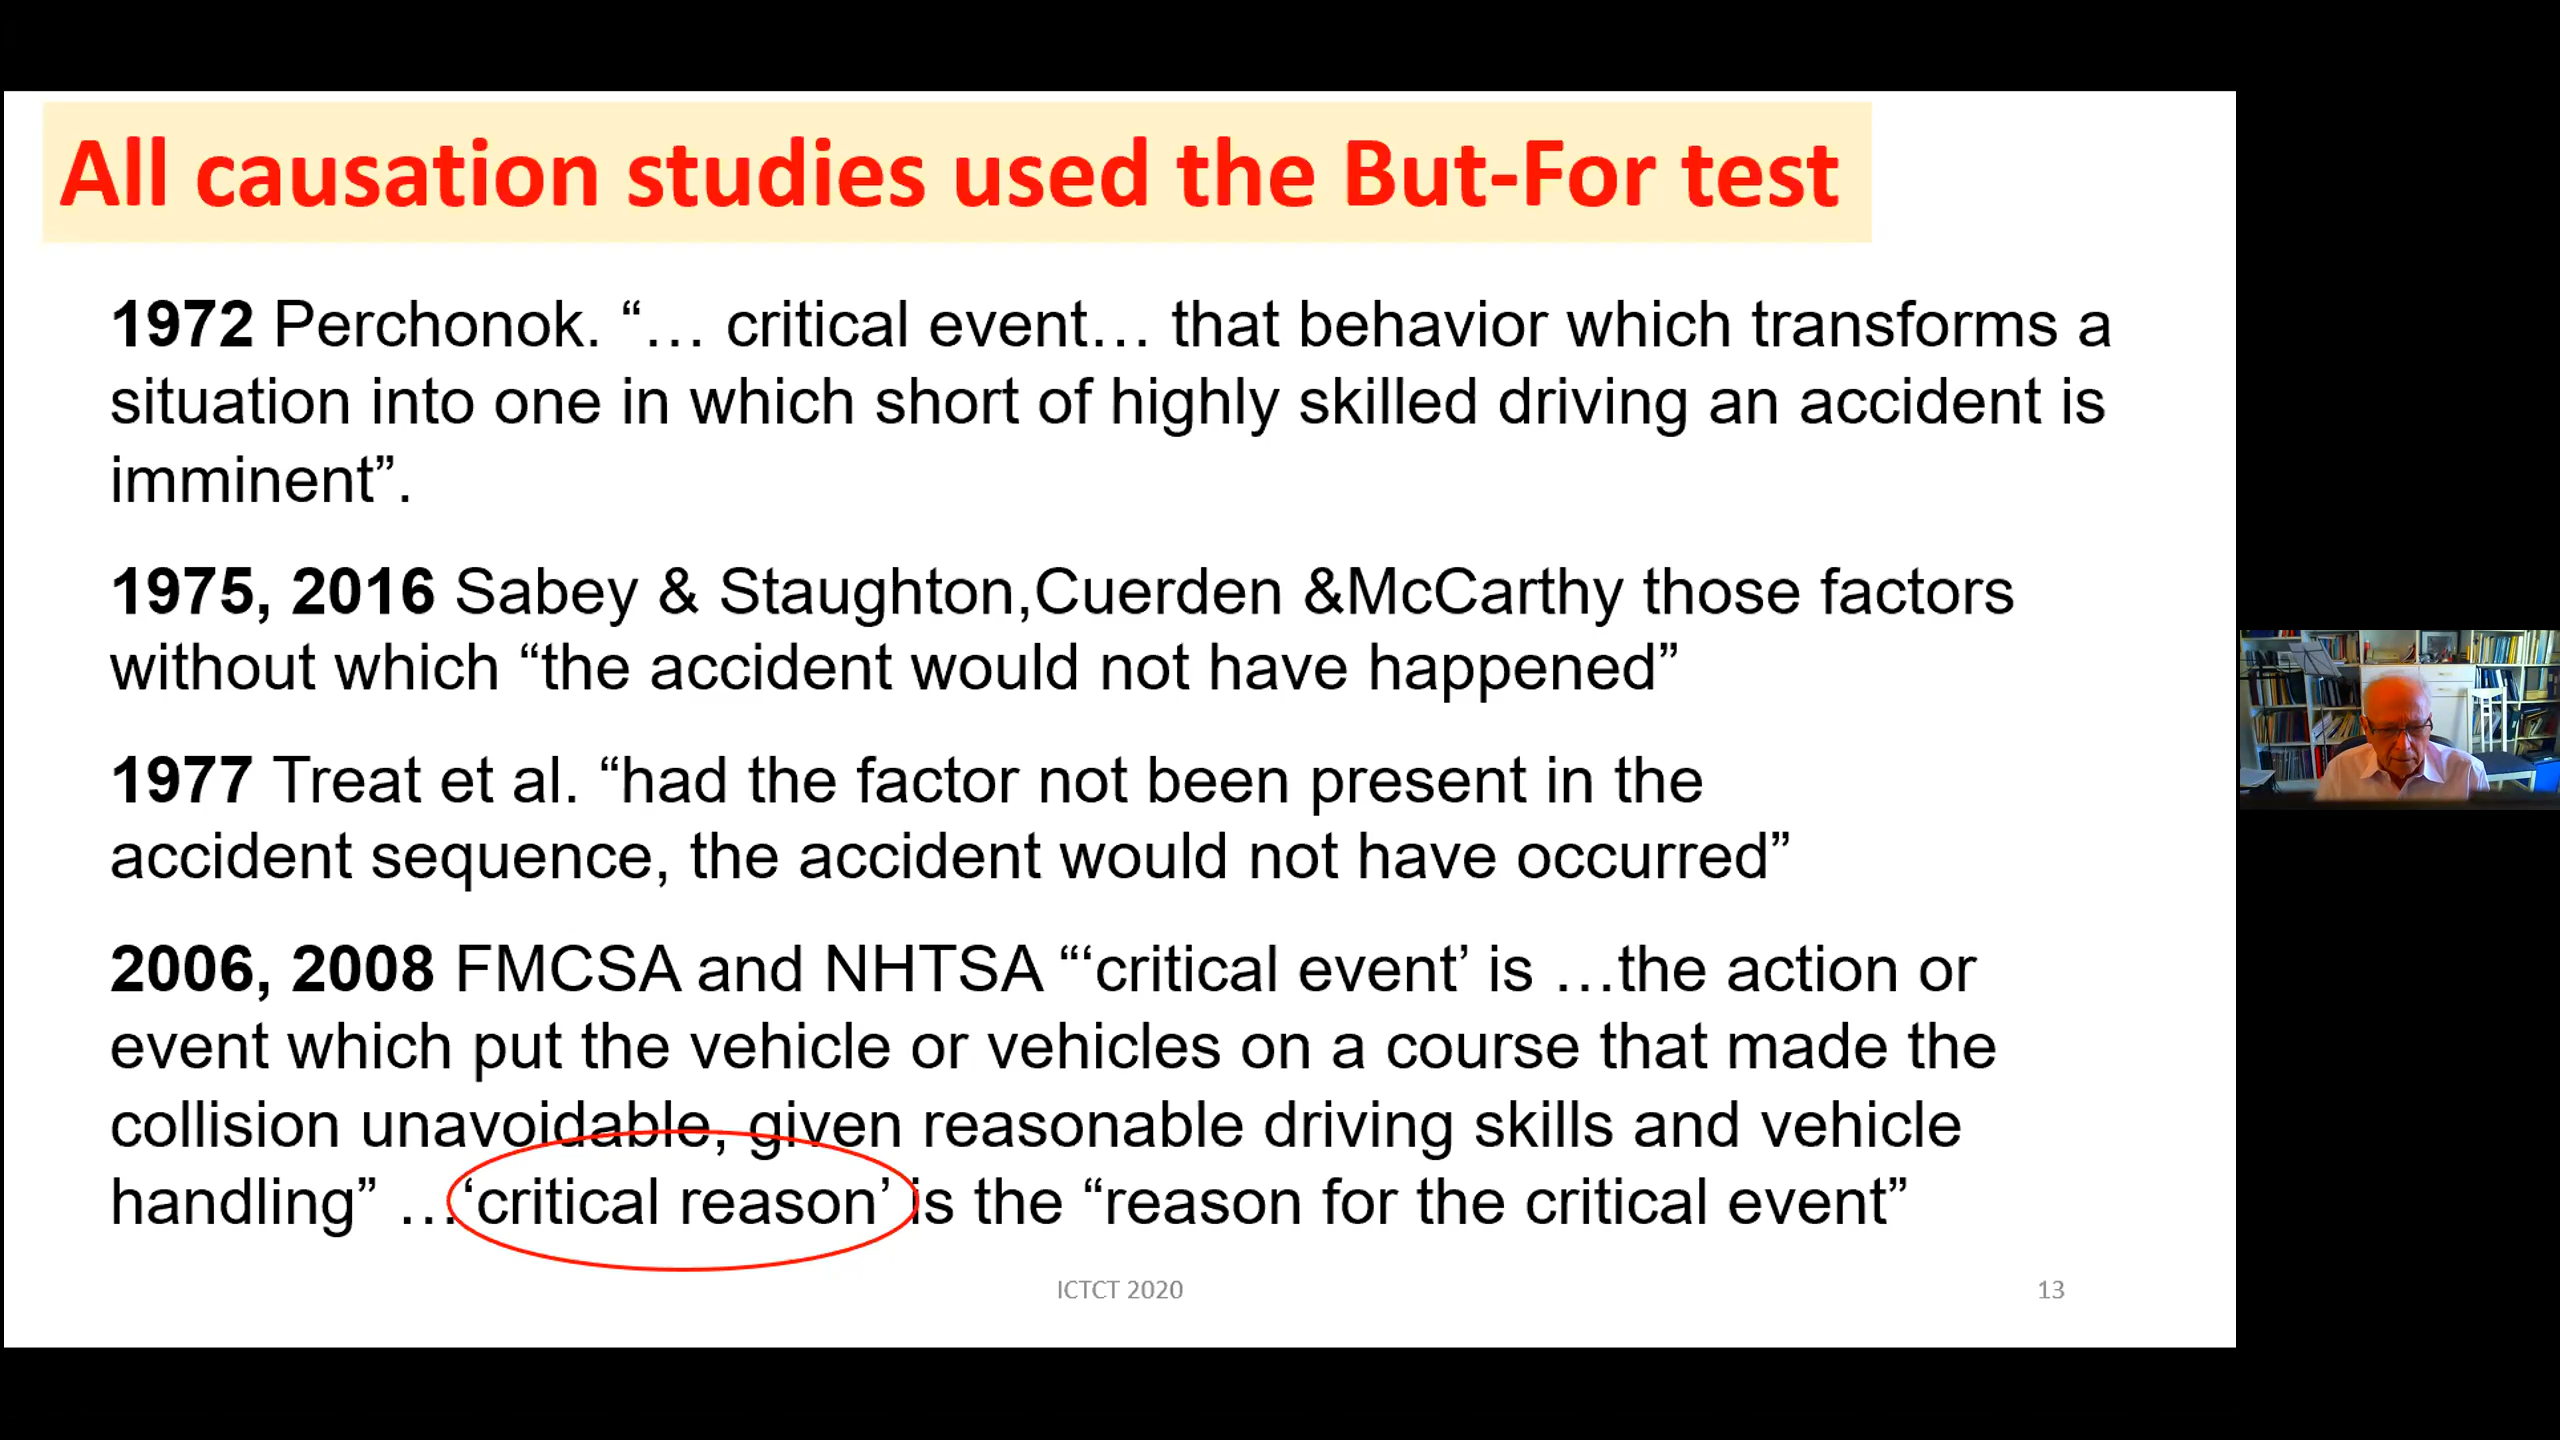 All causation studies used the But-For test
1972 Perchonok. “… critical event… that behavior which transforms a
situation into one in which short of highly skilled driving an accident is
imminent”.
1975, 2016 Sabey & Staughton,Cuerden &McCarthy those factors
without which “the accident would not have happened”
1977 Treat et al. “had the factor not been present in the
accident sequence, the accident would not have occurred”
2006, 2008 FMCSA and NHTSA “‘critical event’ is …the action or
event which put the vehicle or vehicles on a course that made the
collision unavoidable, given reasonable driving skills and vehicle
handling” …‘critical reason’ is the “reason for the critical event”
ICTCT 2020
13